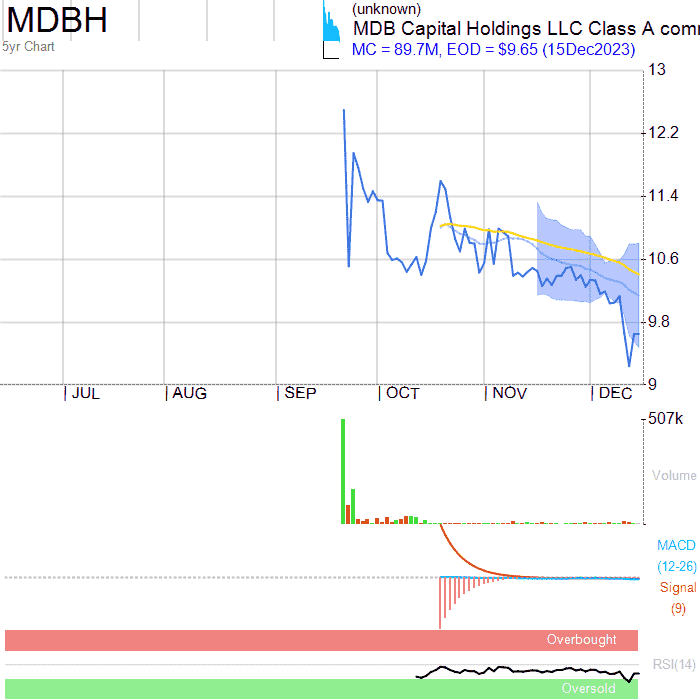 MDBH
5yr Chart
(unknown)
MDB Capital Holdings LLC Class A comm
MC = 89.7M, EOD = $9.65 (15Dec2023)
13
12.2
11.4
10.6
9.8
9
JUL AUG SEP OCT NOV DEC
507k
Volume
MACD
(12-26)
Signal
(9)
Overbought
RSI(14)
Oversold